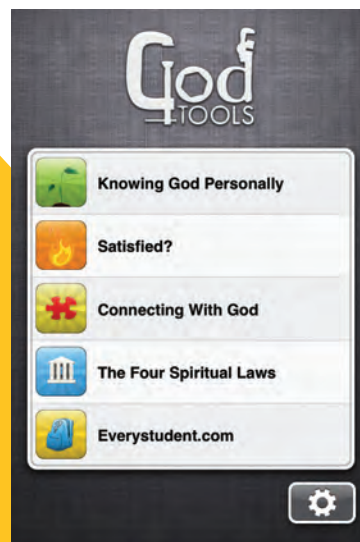 God
TOOLS
Knowing God Personally
Satisfied?
Connecting With God
The Four Spiritual Laws
Everystudent.com